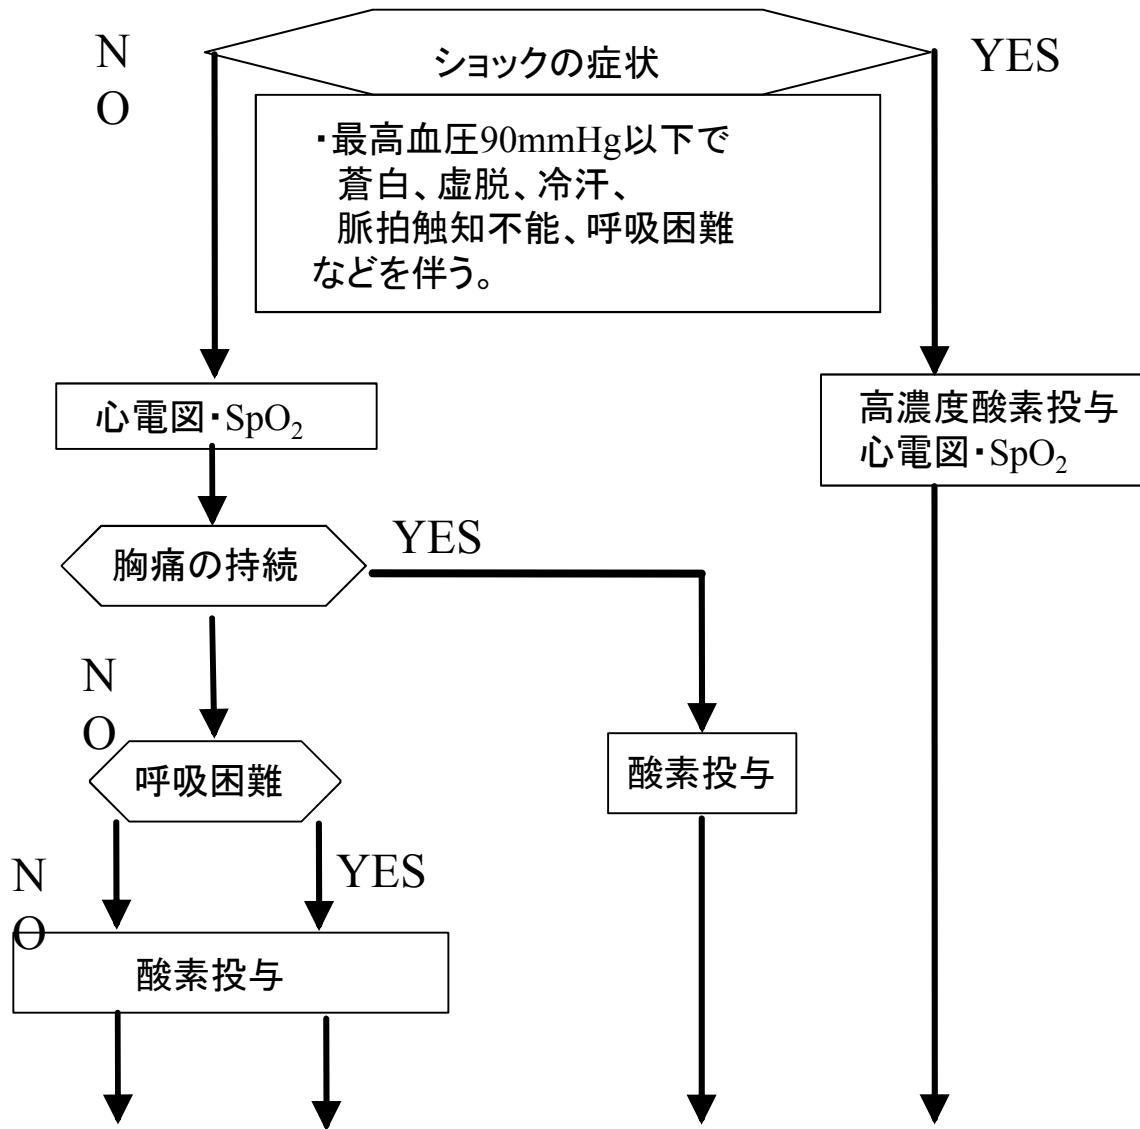 NO
ショックの症状
YES
・最高血圧90mmHg以下で
蒼白、虚脱、冷汗、
脈拍触知不能、呼吸困難
などを伴う。
心電図・SpO₂
高濃度酸素投与
心電図・SpO₂
胸痛の持続
YES
NO
呼吸困難
酸素投与
NO
YES
酸素投与